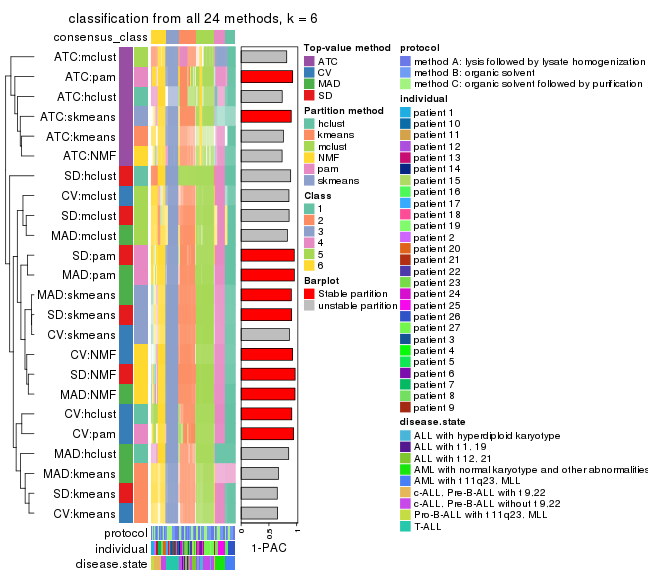 classification from all 24 methods, k = 6
consensus_class
ATC:mclust
ATC:pam
ATC:hclust
ATC:skmeans
ATC:kmeans
ATC:NMF
SD:hclust
CV:mclust
SD:mclust
MAD:mclust
SD:pam
MAD:pam
MAD:skmeans
SD:skmeans
CV:skmeans
CV:NMF
SD:NMF
MAD:NMF
CV:hclust
CV:pam
MAD:hclust
MAD:kmeans
SD:kmeans
CV:kmeans
protocol
individual
disease.state
0
0.5
1
1-PAC
Top-value method
ATC
CV
MAD
SD
Partition method
hclust
kmeans
mclust
NMF
pam
skmeans
Class
1
2
3
4
5
6
Barplot
Stable partition
unstable partition
protocol
method A: lysis followed by lysate homogenization
method B: organic solvent
method C: organic solvent followed by purification
individual
patient 1
patient 10
patient 11
patient 12
patient 13
patient 14
patient 15
patient 16
patient 17
patient 18
patient 19
patient 2
patient 20
patient 21
patient 22
patient 23
patient 24
patient 25
patient 26
patient 27
patient 3
patient 4
patient 5
patient 6
patient 7
patient 8
patient 9
disease.state
ALL with hyperdiploid karyotype
ALL with t1. 19
ALL with t12. 21
AML with normal karyotype and other abnormalities
AML with t11q23. MLL
c-ALL. Pre-B-ALL with t9.22
c-ALL. Pre-B-ALL without t9.22
Pro-B-ALL with t11q23. MLL
T-ALL